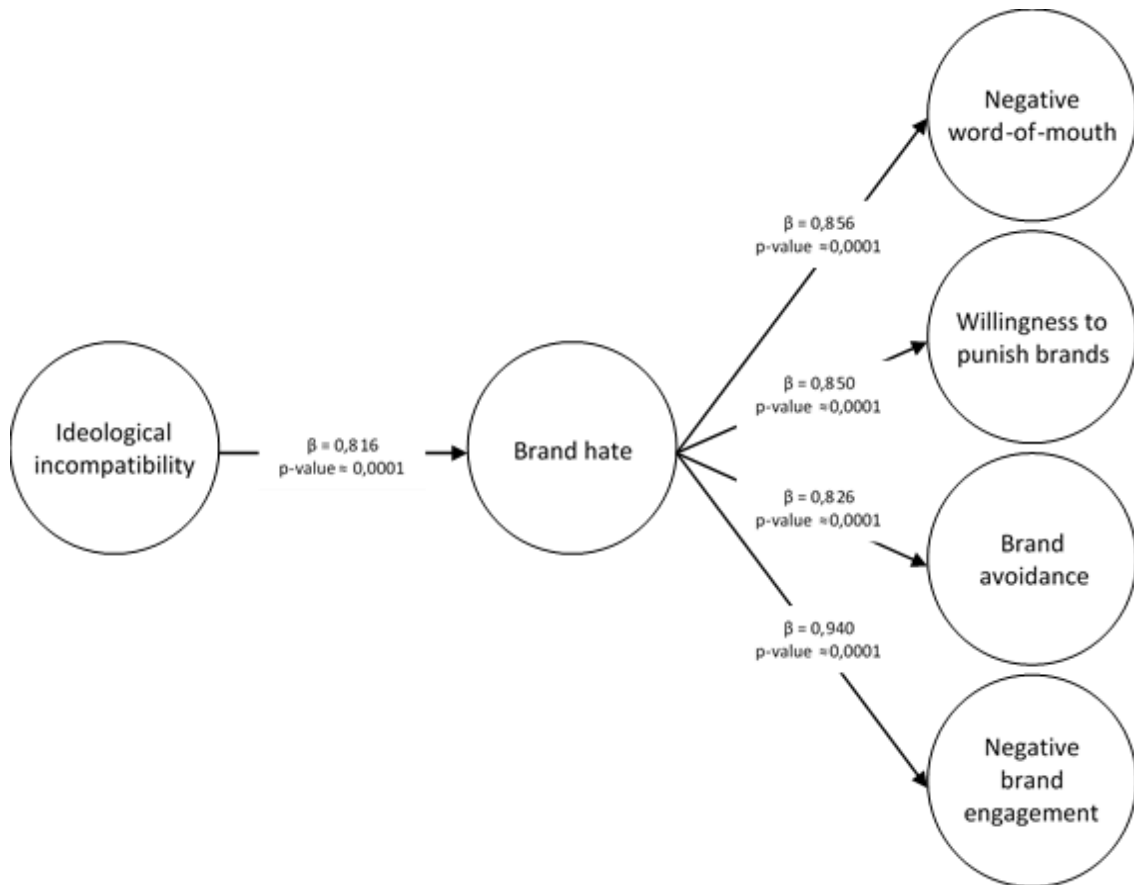 Negative
word-of-mouth
β = 0,856
p-value ≈0,0001
Willingness to
punish brands
β = 0,850
p-value ≈0,0001
Ideological
incompatibility
β = 0,816
p-value ≈ 0,0001
Brand hate
β = 0,826
p-value ≈0,0001
Brand
avoidance
β = 0,940
p-value ≈0,0001
Negative
brand
engagement